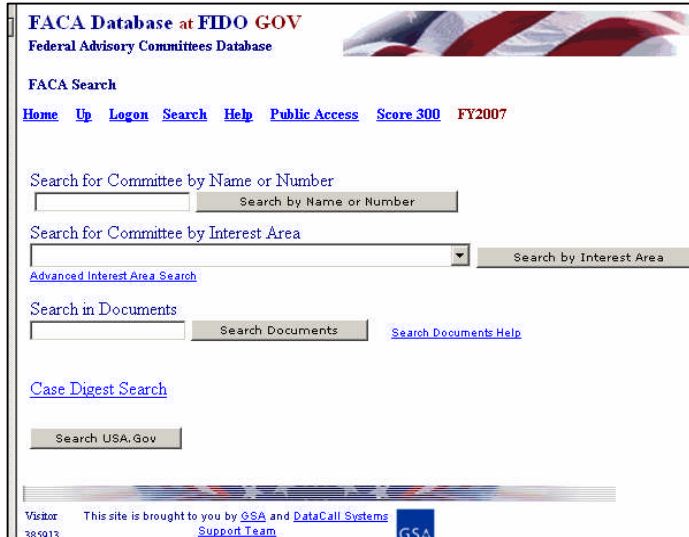 FACA Database at FIDO GOV
Federal Advisory Committees Database
FACA Search
Home Up Logon Search Help Public Access Score 300 FY2007
Search for Committee by Name or Number
Search by Name or Number
Search for Committee by Interest Area
Search by Interest Area
Advanced Interest Area Search
Search in Documents
Search Documents Search Documents Help
Case Digest Search
Search USA.Gov
Visitor This site is brought to you by GSA and DataCall Systems
385913 Support Team GSA